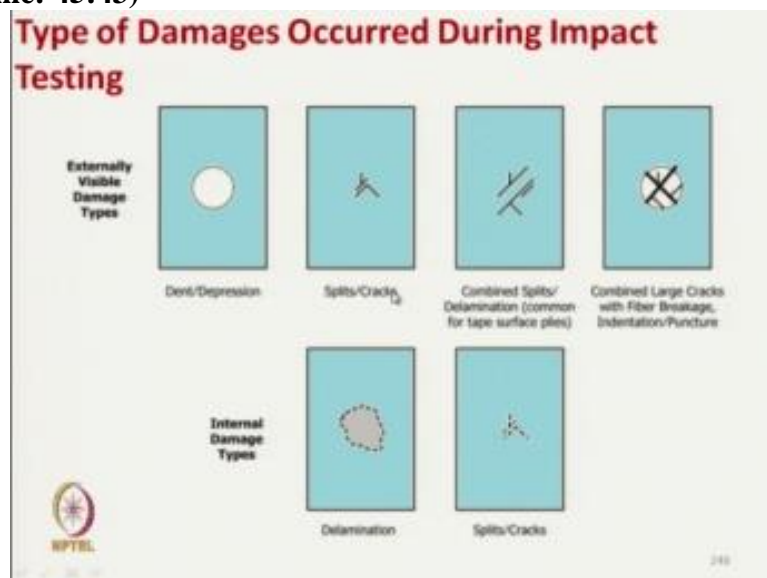 Type of Damages Occurred During Impact
Testing
Externally
Visible
Damage
Types
Dent/Depression
Splits/Cracks
Combined Splits/
Delamination (common
for tape surface plies)
Combined Large Cracks
with Fiber Breakage,
Indentation/Puncture
Internal
Damage
Types
Delamination
Splits/Cracks
NPTEL